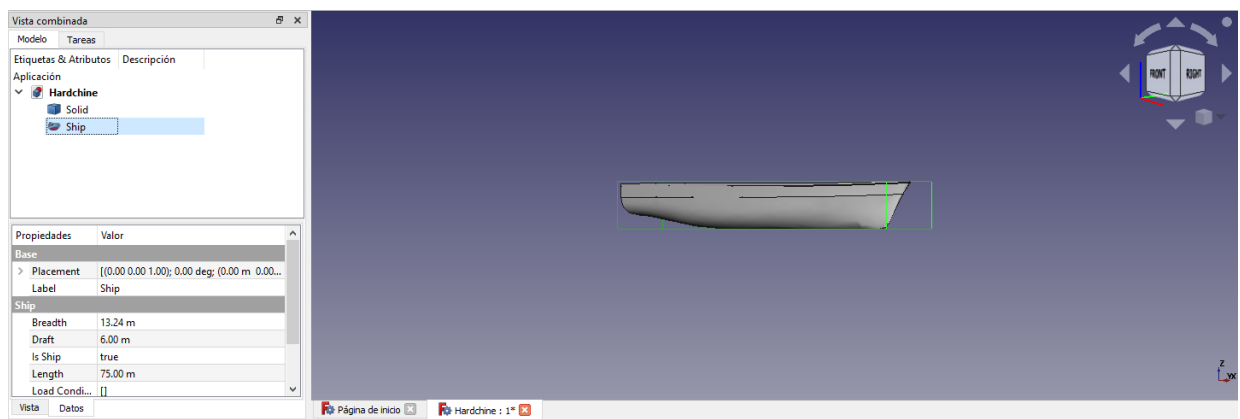 Vista combinada
Modelo Tareas
Etiquetas & Atributos Descripción
Aplicación
Hardchine
Solid
Ship
Propiedades Valor
Base
Placement [(0.00 0.00 1.00); 0.00 deg; (0.00 m 0.00...
Label Ship
Ship
Breadth 13.24 m
Draft 6.00 m
Is Ship true
Length 75.00 m
Load Condi... []
Vista Datos
FRONT RIGHT
Z
YX
Página de inicio
Hardchine : 1*